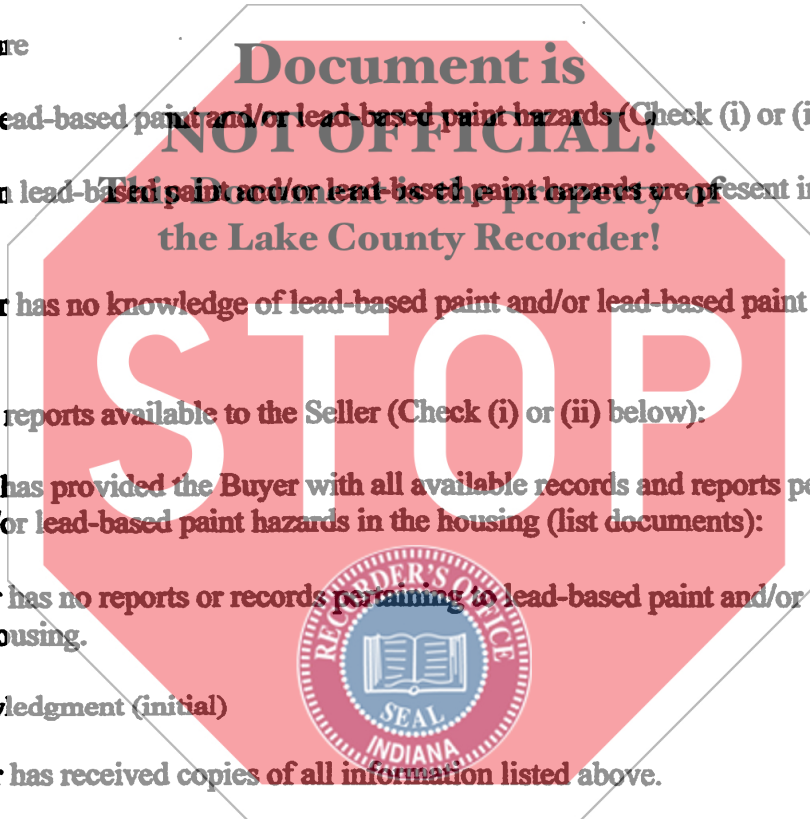 re
Document is
ead-based paint and/or lead-based paint hazards (Check (i) or (i
NOT OFFICIAL!
lead-based paint and/or lead-based paint hazards are present i
This Document is the property of
the Lake County Recorder!
r has no knowledge of lead-based paint and/or lead-based paint
STOP
reports available to the Seller (Check (i) or (ii) below):
has provided the Buyer with all available records and reports pe
or lead-based paint hazards in the housing (list documents):
RECORDER'S OFFICE
has no reports or records pertaining to lead-based paint and/or
ousing.
SEAL
INDIANA
ledgment (initial)
has received copies of all information listed above.